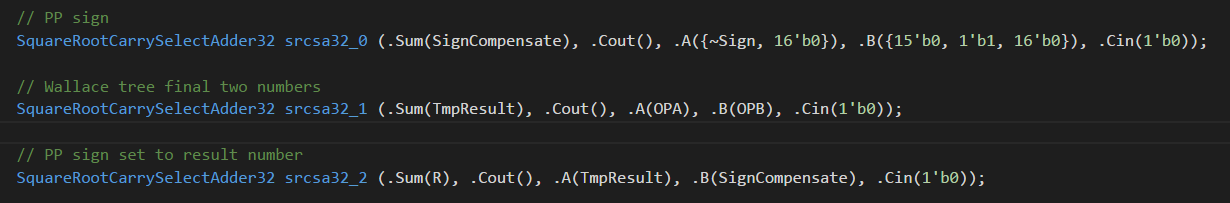 // PP sign
SquareRootCarrySelectAdder32 srcsa32_0 (.Sum(SignCompensate), .Cout(), .A({~Sign, 16'b0}), .B({15'b0, 1'b1, 16'b0}), .Cin(1'b0));
// Wallace tree final two numbers
SquareRootCarrySelectAdder32 srcsa32_1 (.Sum(TmpResult), .Cout(), .A(OPA), .B(OPB), .Cin(1'b0));
// PP sign set to result number
SquareRootCarrySelectAdder32 srcsa32_2 (.Sum(R), .Cout(), .A(TmpResult), .B(SignCompensate), .Cin(1'b0));